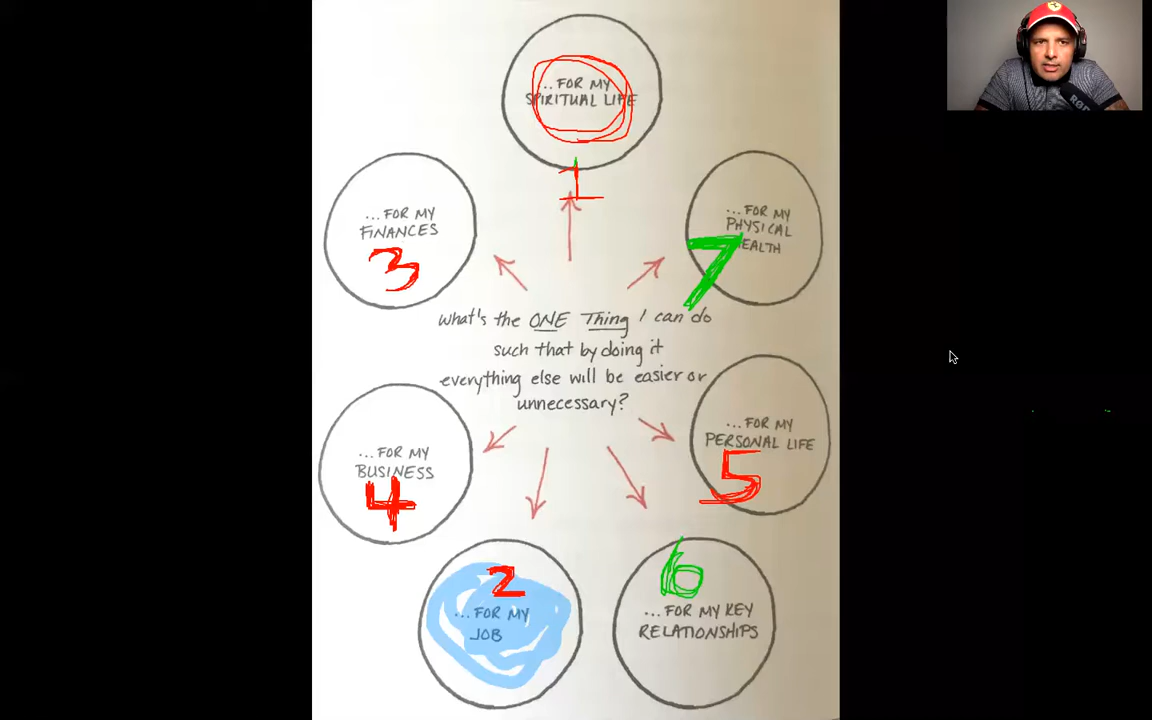 ...FOR MY
SPIRITUAL LIFE
1
...FOR MY
FINANCES
3
...FOR MY
PHYSICAL
HEALTH
7
What's the ONE Thing I can do
such that by doing it
everything else will be easier or
unnecessary?
...FOR MY
BUSINESS
4
...FOR MY
PERSONAL LIFE
5
2
...FOR MY
JOB
6
...FOR MY KEY
RELATIONSHIPS